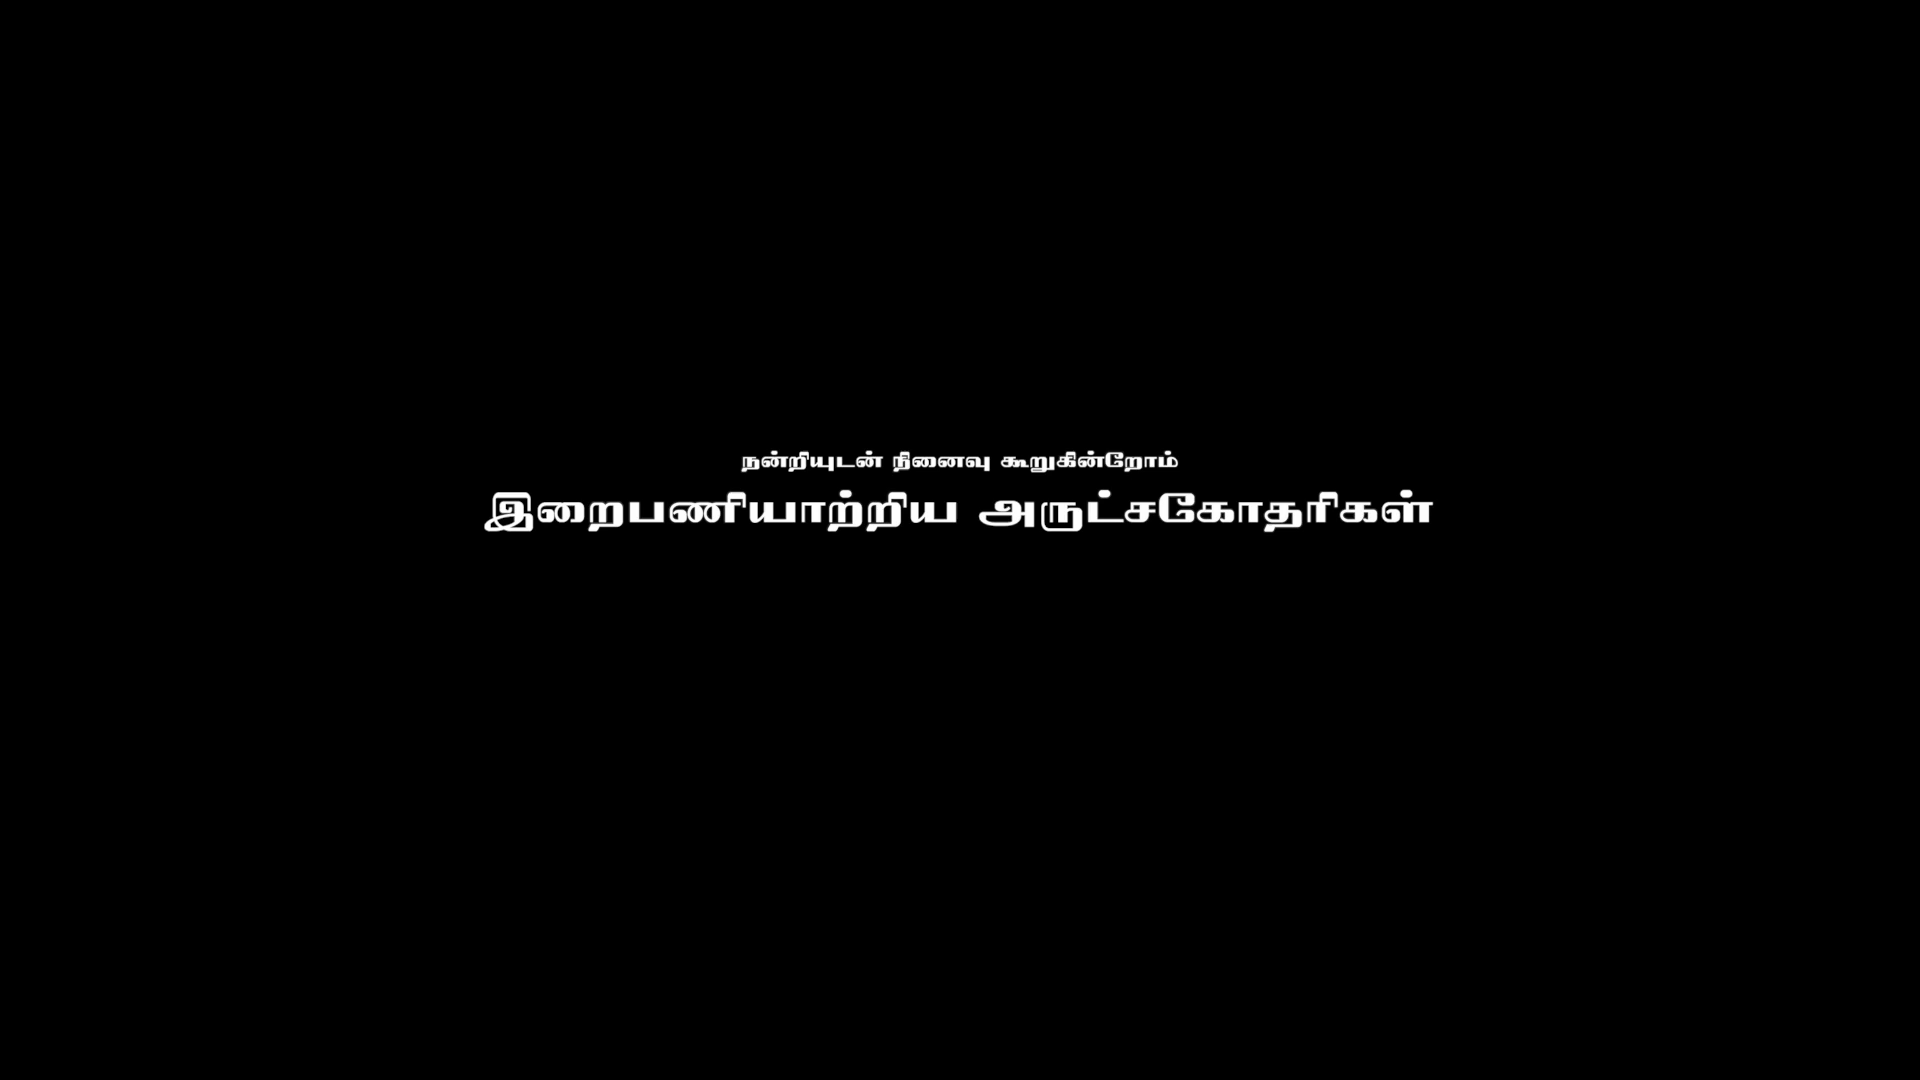 நன்றியுடன் நினைவு கூறுகின்றோம்
இறைபணியாற்றிய அருட்சகோதரிகள்